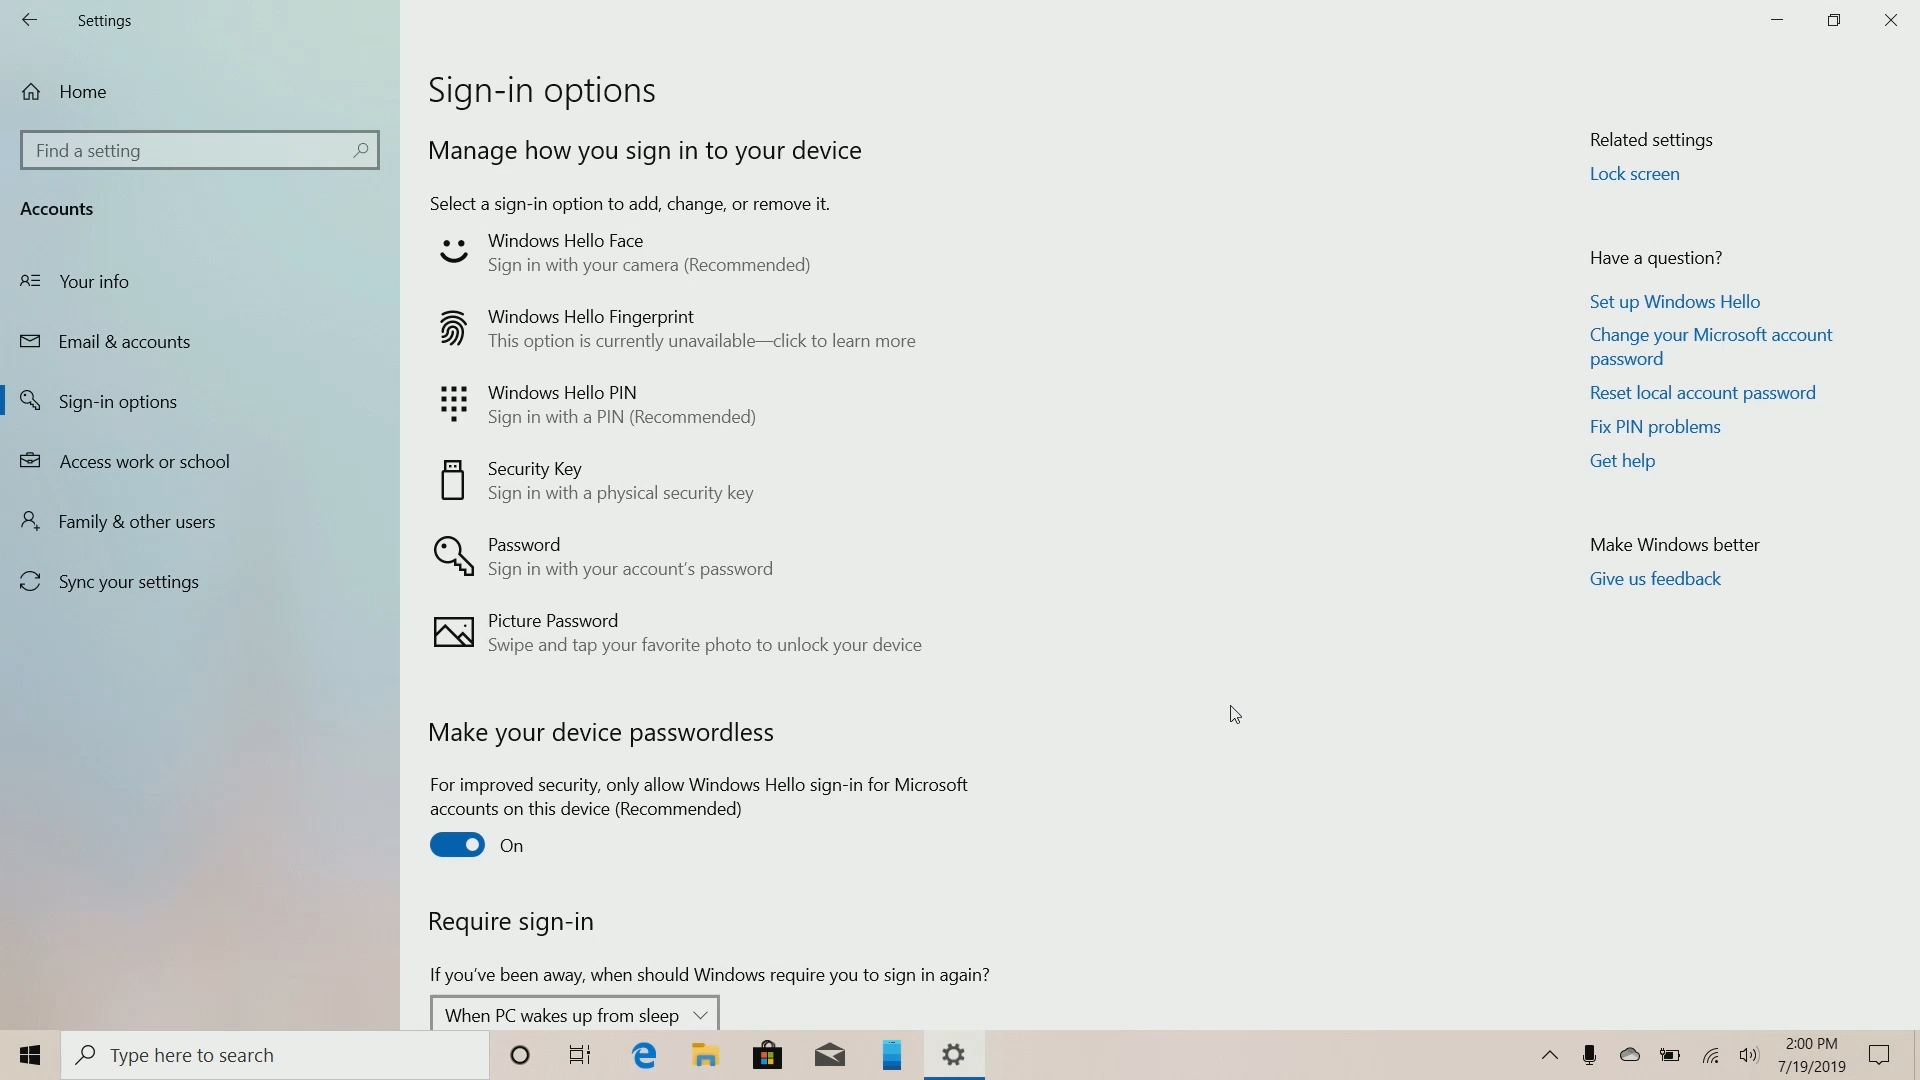 Settings
Home
Find a setting
Accounts
Your info
Email & accounts
Sign-in options
Access work or school
Family & other users
Sync your settings
Sign-in options
Manage how you sign in to your device
Select a sign-in option to add, change, or remove it.
Windows Hello Face
Sign in with your camera (Recommended)
Windows Hello Fingerprint
This option is currently unavailable—click to learn more
Windows Hello PIN
Sign in with a PIN (Recommended)
Security Key
Sign in with a physical security key
Password
Sign in with your account's password
Picture Password
Swipe and tap your favorite photo to unlock your device
Make your device passwordless
For improved security, only allow Windows Hello sign-in for Microsoft
accounts on this device (Recommended)
On
Require sign-in
If you've been away, when should Windows require you to sign in again?
When PC wakes up from sleep
Related settings
Lock screen
Have a question?
Set up Windows Hello
Change your Microsoft account
password
Reset local account password
Fix PIN problems
Get help
Make Windows better
Give us feedback
Type here to search
2:00 PM
7/19/2019